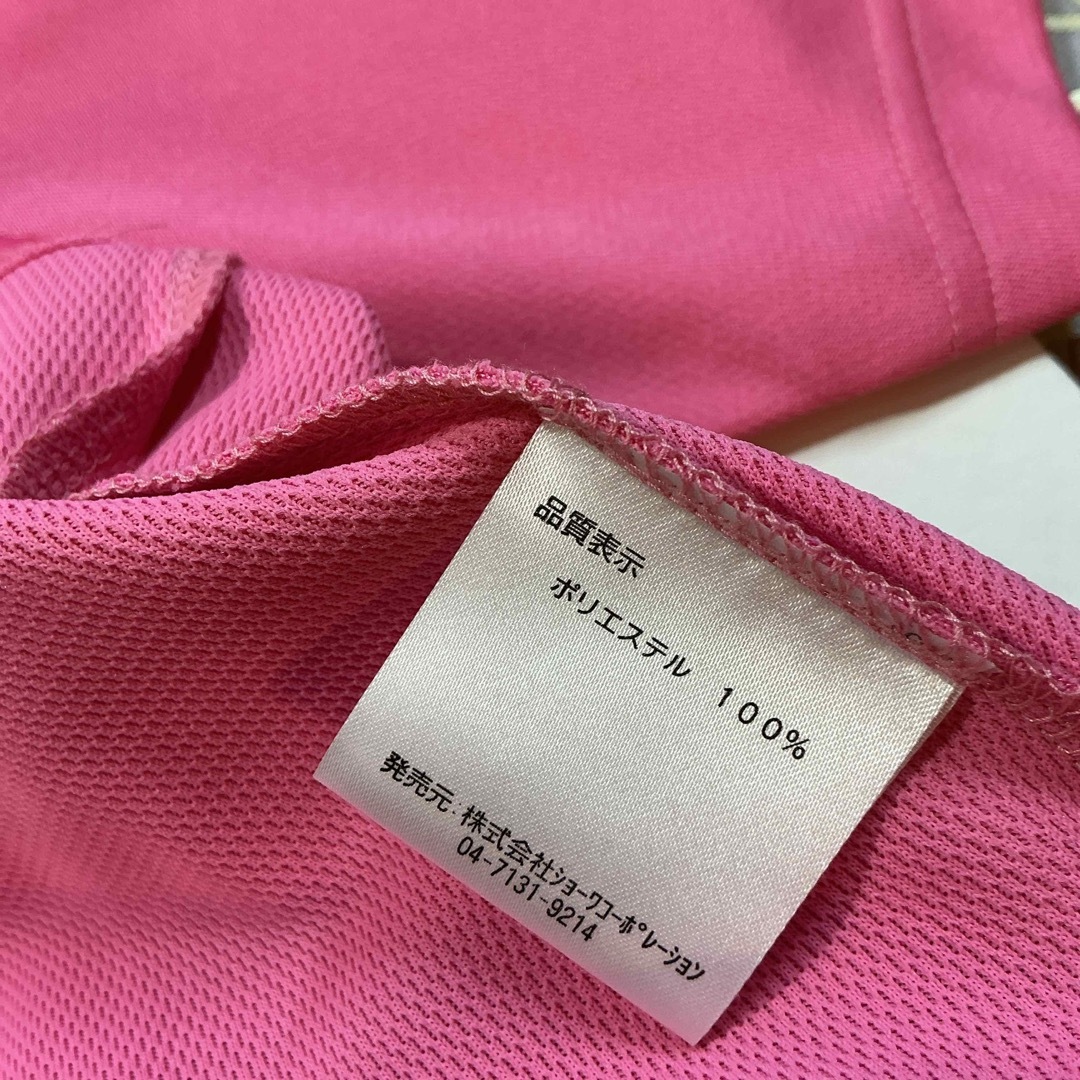 品質表示
ポリエステル　１００％
発売元:株式会社ｼｮｰﾜｺｰﾎﾟﾚｰｼｮﾝ
04-7131-9214